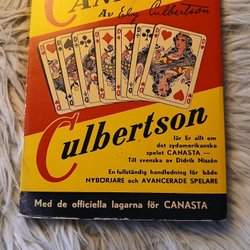 CAN
Av Ely Culbertson
Culbertson
lär Er allt om
det sydamerikanska
spelet CANASTA —
Till svenska av Didrik Nissén
En fullständig handledning för både
NYBÖRJARE och AVANCERADE SPELARE
Med de officiella lagarna för CANASTA